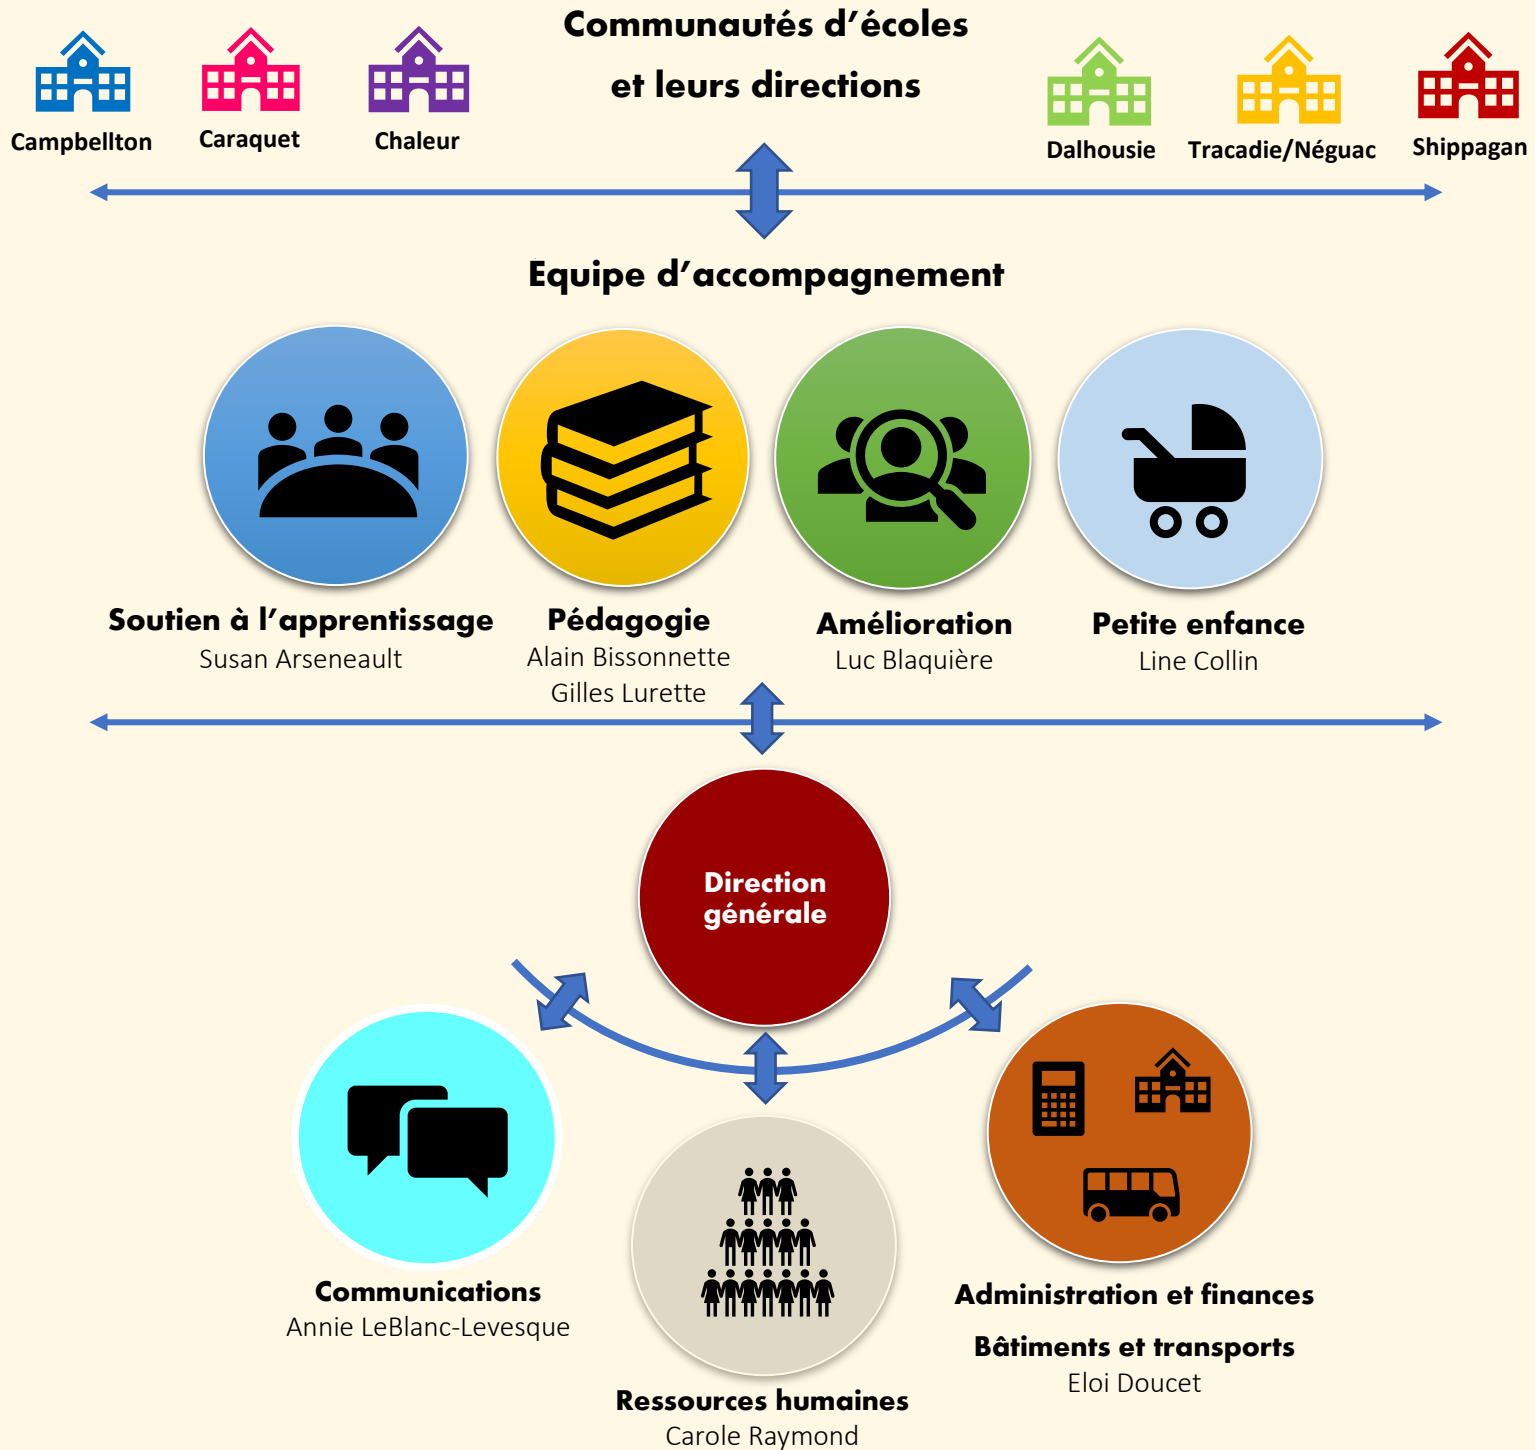 Communautés d'écoles
et leurs directions
Campbellton
Caraquet
Chaleur
Dalhousie
Tracadie/Néguac
Shippagan
Equipe d'accompagnement
Soutien à l'apprentissage
Susan Arseneault
Pédagogie
Alain Bissonnette
Gilles Lurette
Amélioration
Luc Blaquière
Petite enfance
Line Collin
Direction
générale
Communications
Annie LeBlanc-Levesque
Ressources humaines
Carole Raymond
Administration et finances
Bâtiments et transports
Eloi Doucet